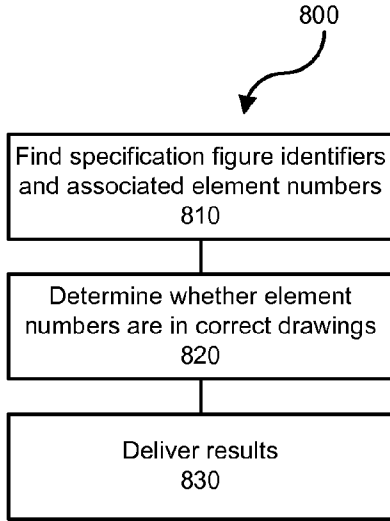 800
Find specification figure identifiers
and associated element numbers
810
Determine whether element
numbers are in correct drawings
820
Deliver results
830